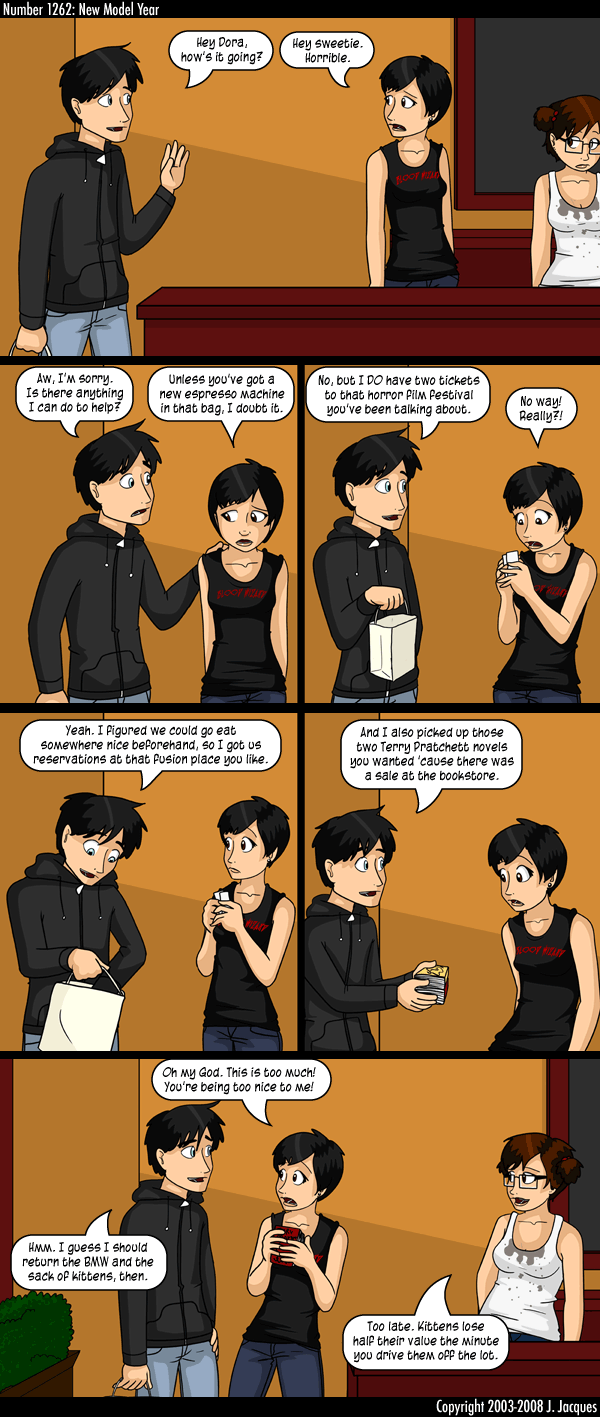 Number 1262: New Model Year
Hey Dora,
how's it going?
Hey sweetie.
Horrible.
Aw, I'm sorry.
Is there anything
I can do to help?
Unless you've got a
new espresso machine
in that bag, I doubt it.
No, but I DO have two tickets
to that horror film festival
you've been talking about.
No way!
Really?!
Yeah. I figured we could go eat
somewhere nice beforehand, so I got us
reservations at that fusion place you like.
And I also picked up those
two Terry Pratchett novels
you wanted 'cause there was
a sale at the bookstore.
Oh my God. This is too much!
You're being too nice to me!
Hmm. I guess I should
return the BMW and the
sack of kittens, then.
Too late. Kittens lose
half their value the minute
you drive them off the lot.
Copyright 2003-2008 J. Jacques